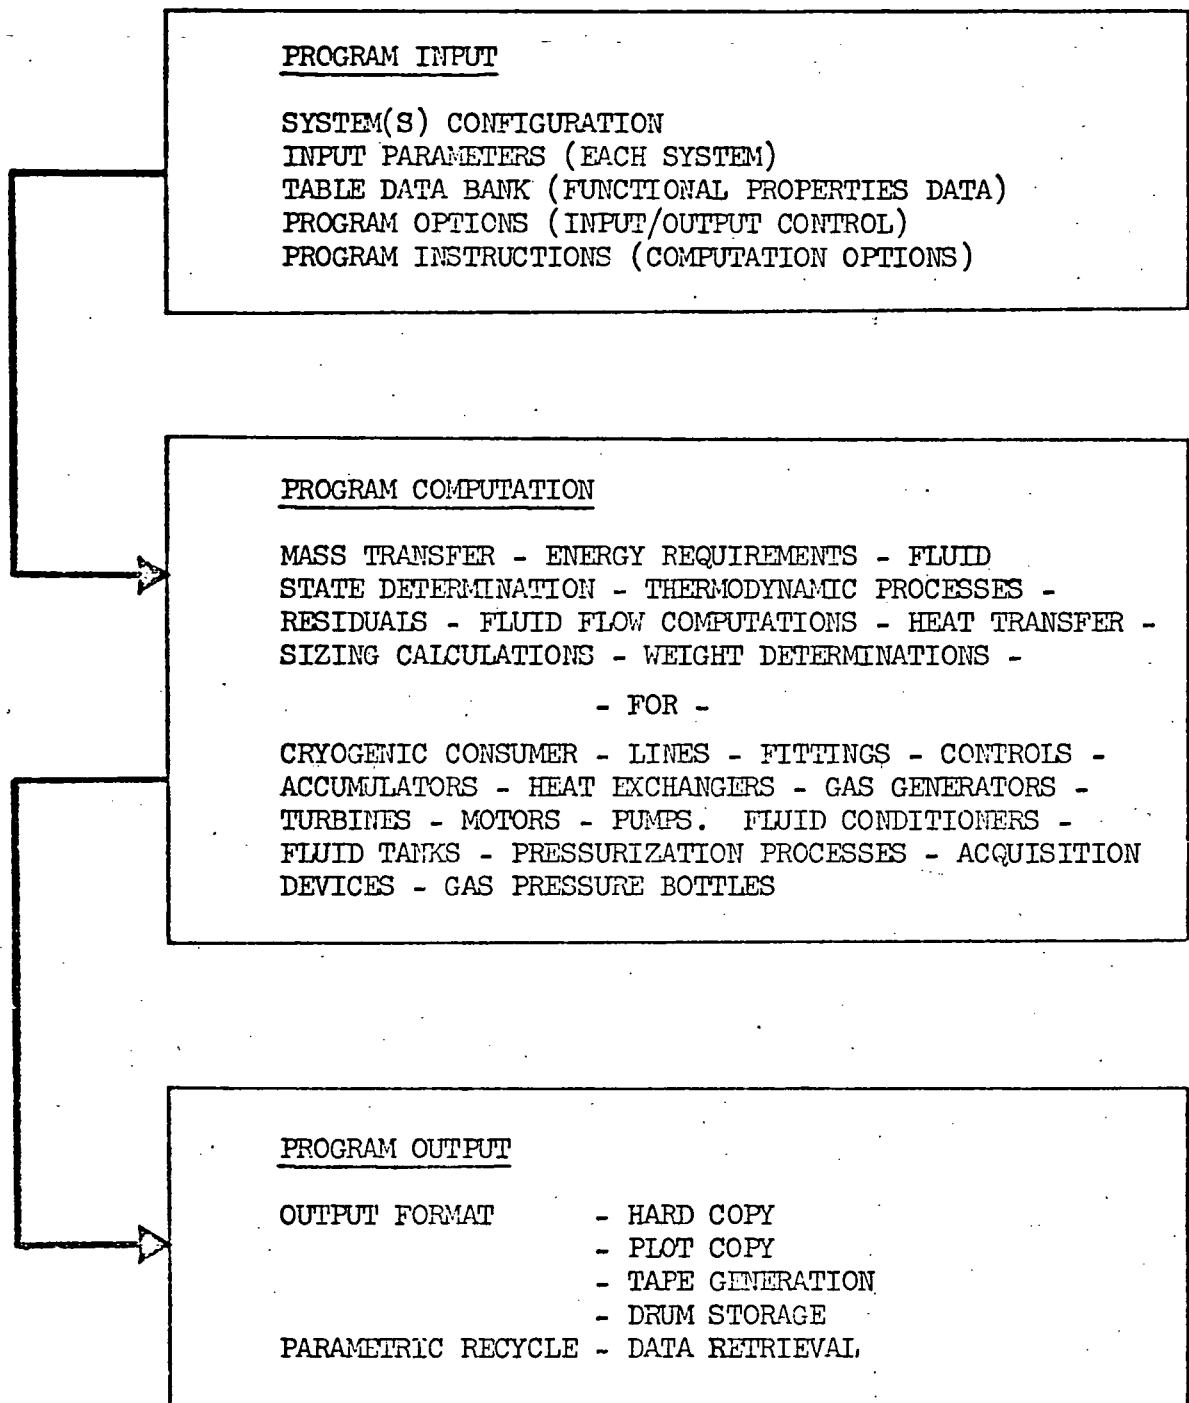 PROGRAM INPUT
SYSTEM(S) CONFIGURATION
INPUT PARAMETERS (EACH SYSTEM)
TABLE DATA BANK (FUNCTIONAL PROPERTIES DATA)
PROGRAM OPTIONS (INPUT/OUTPUT CONTROL)
PROGRAM INSTRUCTIONS (COMPUTATION OPTIONS)
PROGRAM COMPUTATION
MASS TRANSFER - ENERGY REQUIREMENTS - FLUID
STATE DETERMINATION - THERMODYNAMIC PROCESSES -
RESIDUALS - FLUID FLOW COMPUTATIONS - HEAT TRANSFER -
SIZING CALCULATIONS - WEIGHT DETERMINATIONS -
- FOR -
CRYOGENIC CONSUMER - LINES - FITTINGS - CONTROLS -
ACCUMULATORS - HEAT EXCHANGERS - GAS GENERATORS -
TURBINES - MOTORS - PUMPS. FLUID CONDITIONERS -
FLUID TANKS - PRESSURIZATION PROCESSES - ACQUISITION
DEVICES - GAS PRESSURE BOTTLES
PROGRAM OUTPUT
OUTPUT FORMAT - HARD COPY
- PLOT COPY
- TAPE GENERATION
- DRUM STORAGE
PARAMETRIC RECYCLE - DATA RETRIEVAL